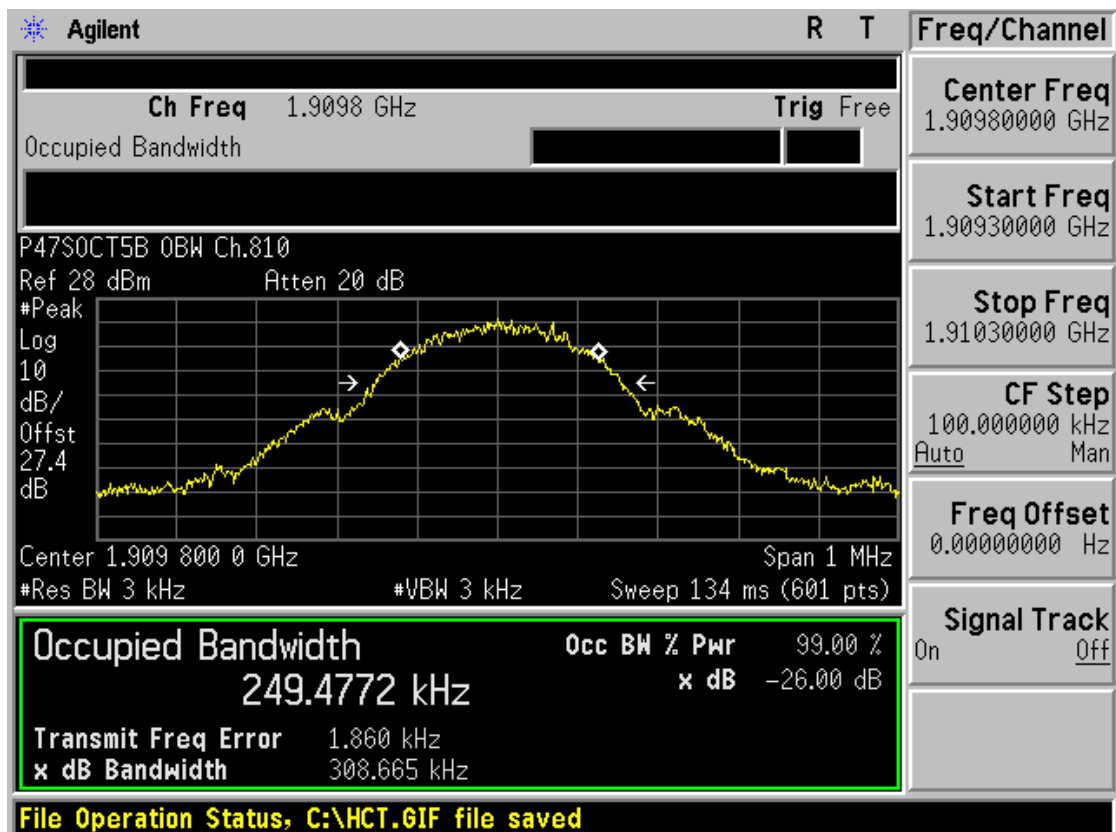 Agilent R T
Ch Freq 1.9098 GHz Trig Free
Occupied Bandwidth
P47SOCT5B OBW Ch.810
Ref 28 dBm Atten 20 dB
#Peak
Log
10
dB/
Offst
27.4
dB
Center 1.909 800 0 GHz Span 1 MHz
#Res BW 3 kHz #VBW 3 kHz Sweep 134 ms (601 pts)
Occupied Bandwidth Occ BW % Pwr 99.00 %
249.4772 kHz x dB -26.00 dB
Transmit Freq Error 1.860 kHz
x dB Bandwidth 308.665 kHz
File Operation Status, C:\HCT.GIF file saved
Freq/Channel
Center Freq
1.90980000 GHz
Start Freq
1.90930000 GHz
Stop Freq
1.91030000 GHz
CF Step
100.000000 kHz
Auto Man
Freq Offset
0.00000000 Hz
Signal Track
On Off